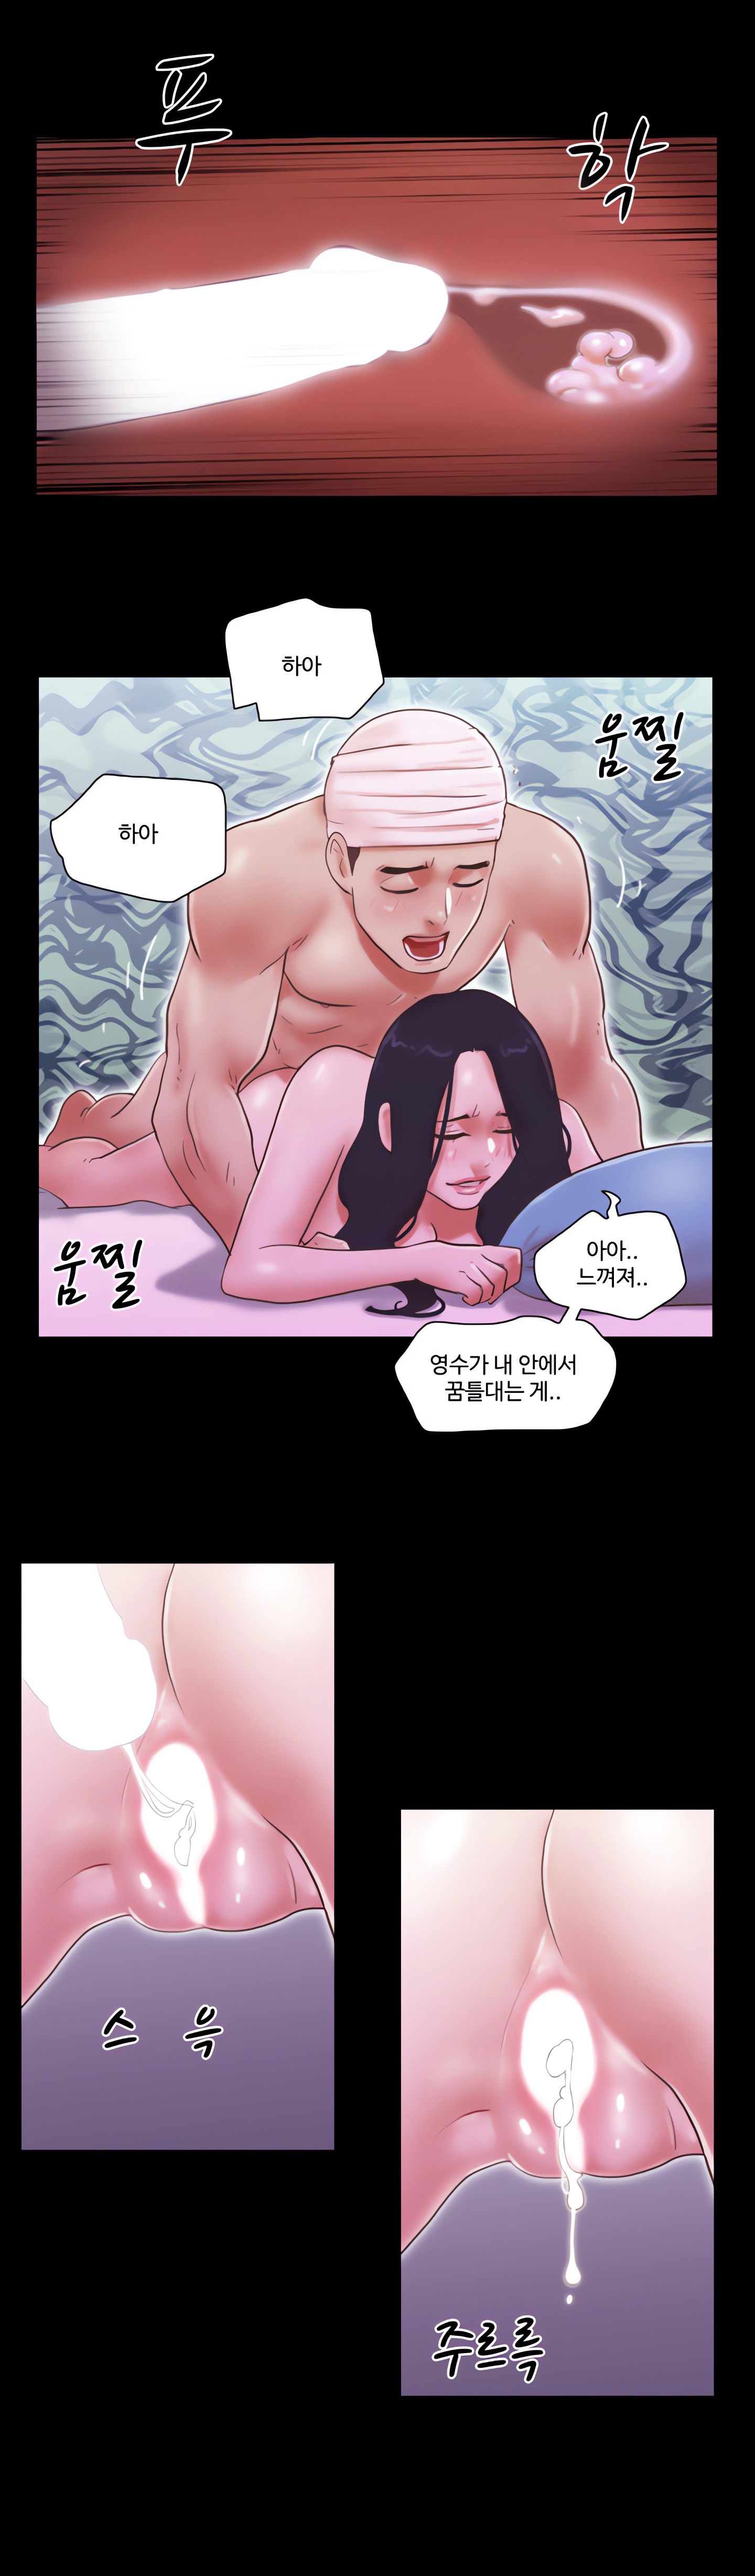 푸
학
하아
움찔
하아
아아..
느껴져..
움찔
영수가 내 안에서
꿈틀대는 게..
스 윽
주르륵